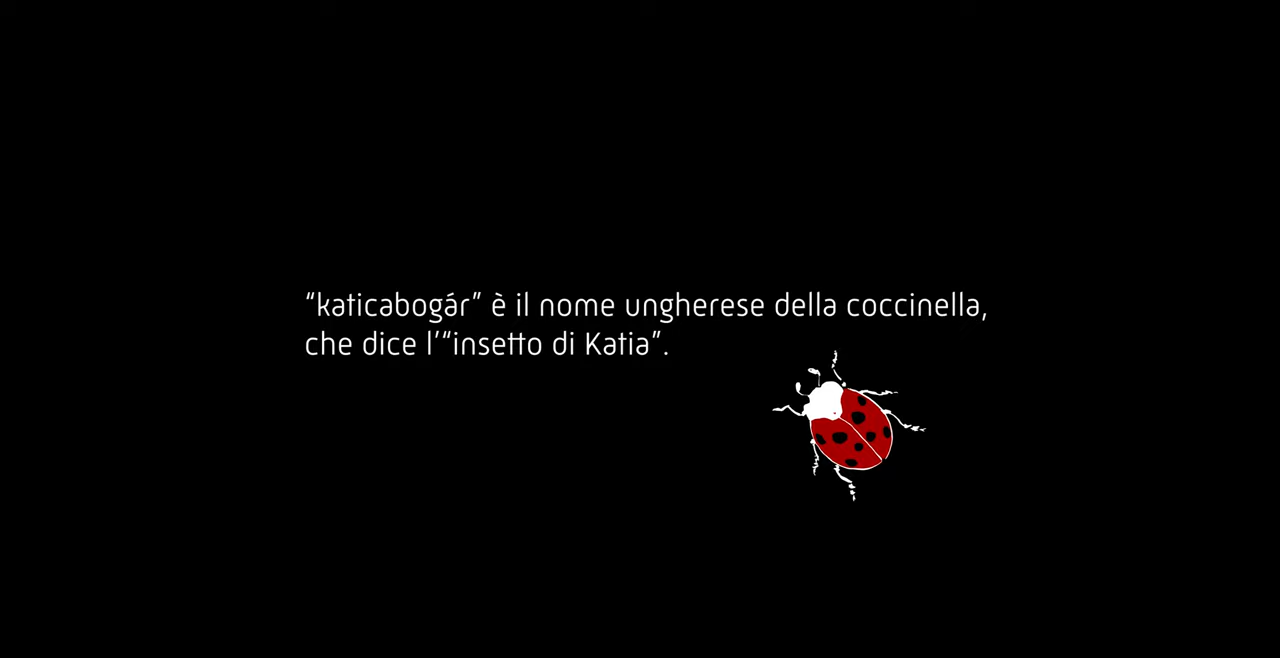 “katicabogár” è il nome ungherese della coccinella,
che dice l’“insetto di Katia”.